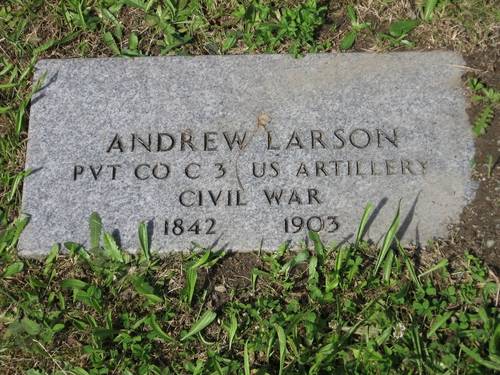 ANDREW LARSON
PVT CO C 3 US ARTILLERY
CIVIL WAR
1842 1903